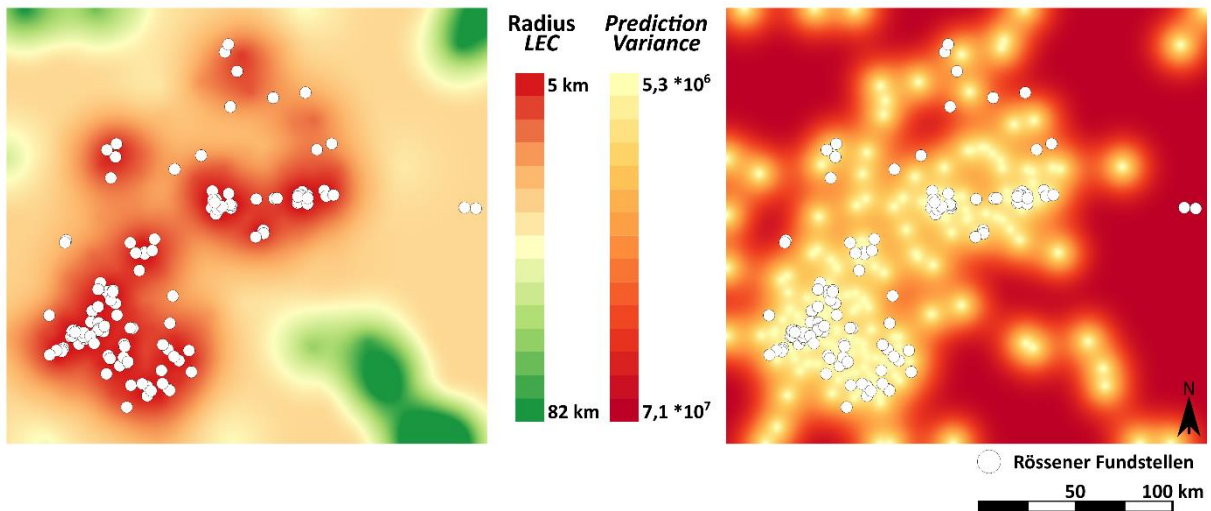 Radius
LEC
5 km
82 km
Prediction
Variance
5,3 *10⁶
7,1 *10⁷
N
Rössener Fundstellen
50
100 km